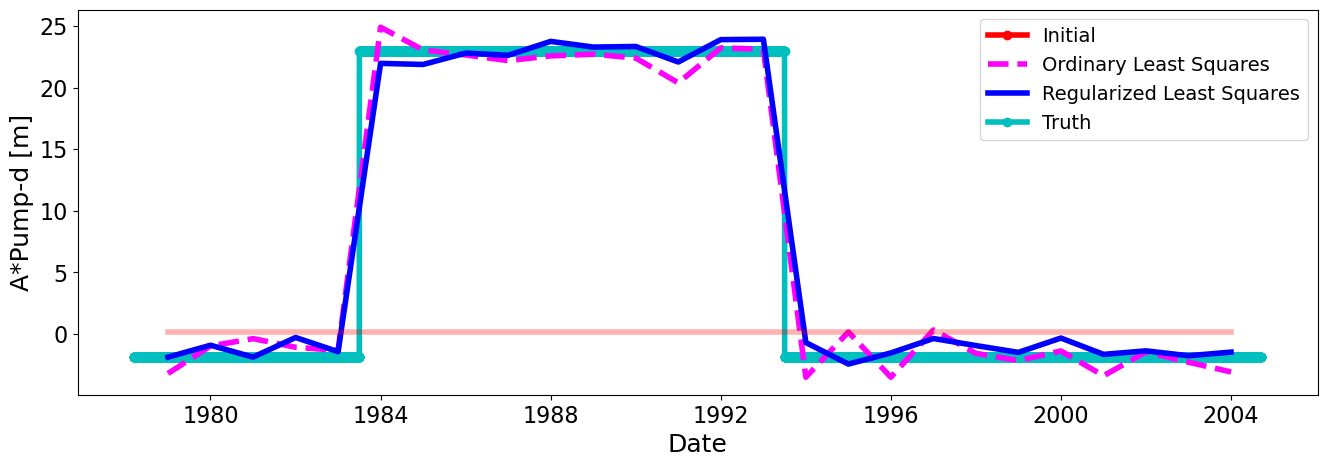 25
20
15
10
5
0
A*Pump-d [m]
Initial
Ordinary Least Squares
Regularized Least Squares
Truth
1980 1984 1988 1992 1996 2000 2004
Date